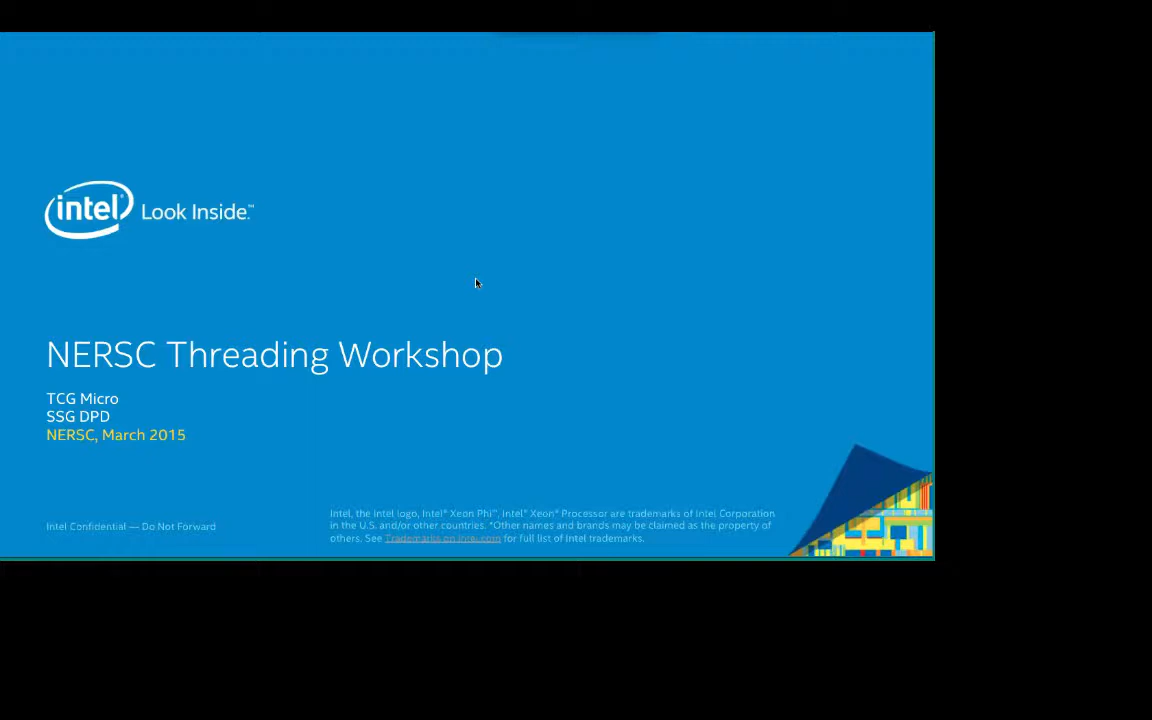 intel® Look Inside.™
NERSC Threading Workshop
TCG Micro
SSG DPD
NERSC, March 2015
Intel Confidential — Do Not Forward
Intel, the Intel logo, Intel® Xeon Phi™, Intel® Xeon® Processor are trademarks of Intel Corporation
in the U.S. and/or other countries. *Other names and brands may be claimed as the property of
others. See Trademarks on intel.com for full list of Intel trademarks.